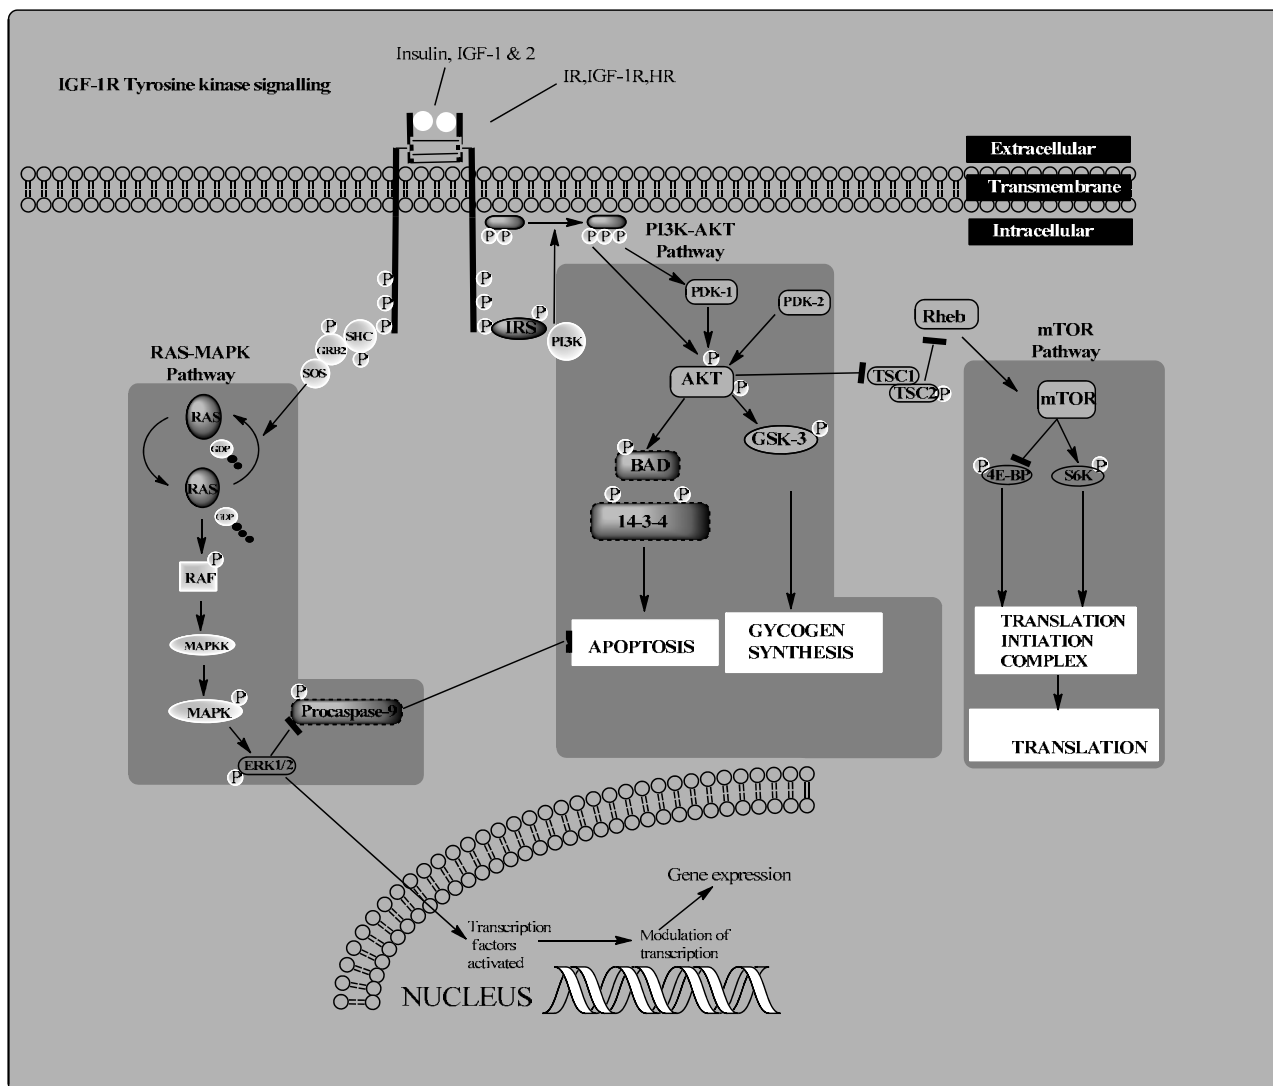 Insulin, IGF-1 & 2
IR,IGF-1R,HR
IGF-1R Tyrosine kinase signalling
Extracellular
Transmembrane
Intracellular
P P
P P P
PI3K-AKT
Pathway
P
P
P
P
P
P
P
IRS
P
PI3K
PDK-1
PDK-2
Rheb
mTOR
Pathway
P
SHC
GRB2
P
SOS
RAS-MAPK
Pathway
P
AKT
P
TSC1
TSC2
P
mTOR
RAS
GDP
RAS
GDP
P
BAD
GSK-3
P
P
4E-BP
S6K
P
P
P
14-3-4
RAF
P
MAPKK
MAPK
P
P
Procaspase-9
ERK1/2
P
APOPTOSIS
GYCOGEN
SYNTHESIS
TRANSLATION
INTIATION
COMPLEX
TRANSLATION
Gene expression
Transcription
factors
activated
Modulation of
transcription
NUCLEUS